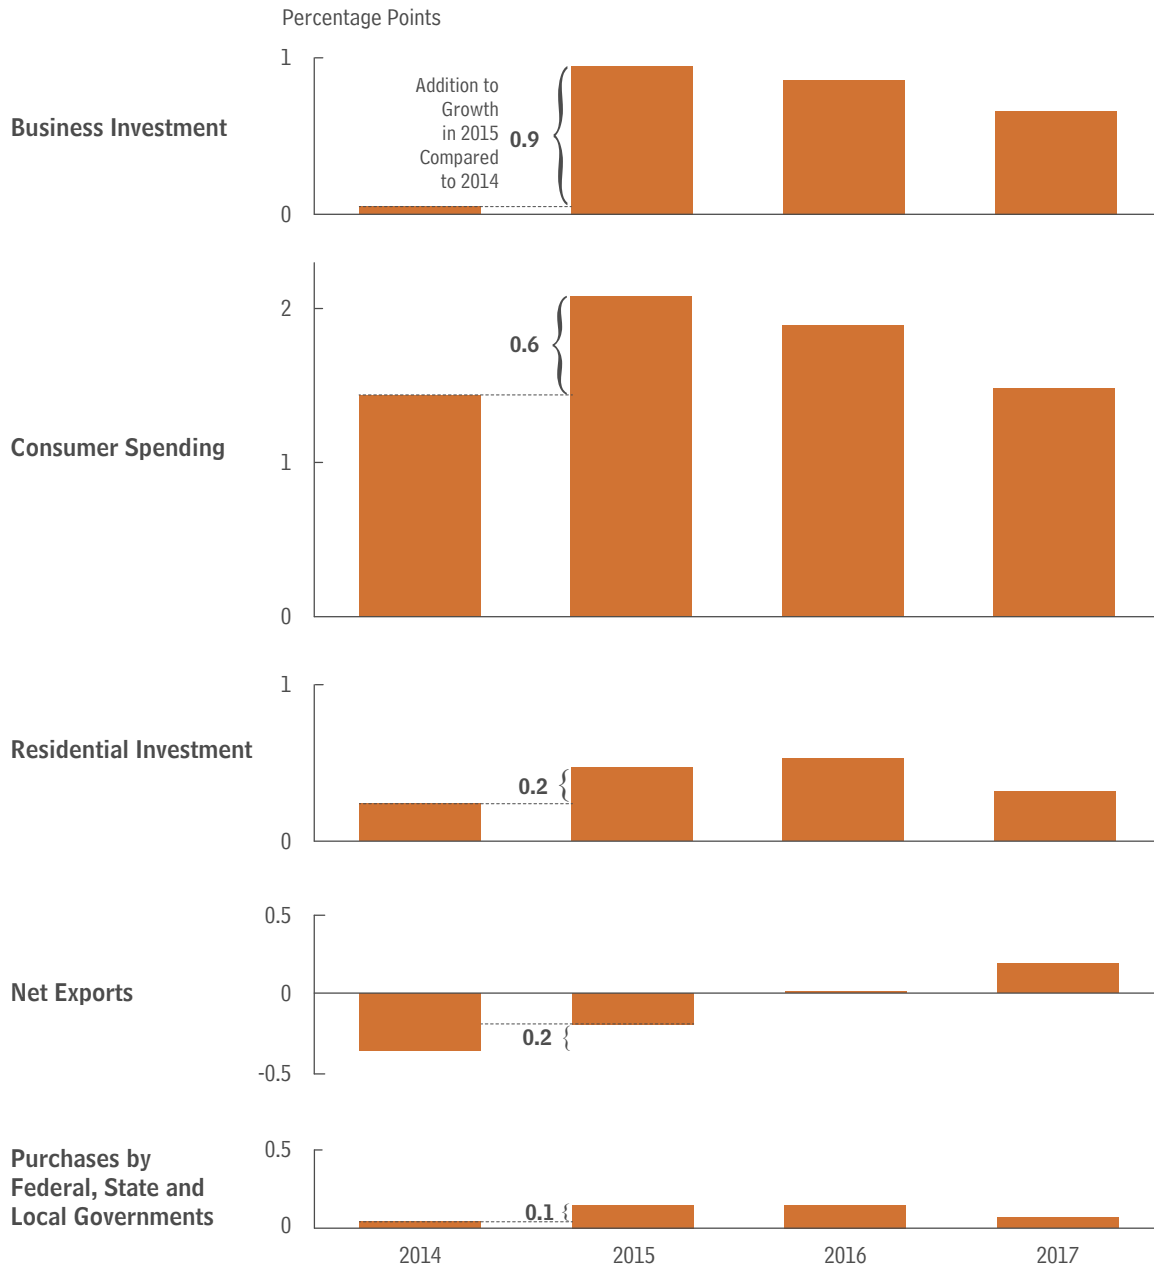 Percentage Points
1
Addition to
Growth
in 2015
Compared
to 2014
0.9
Business Investment
0
2
0.6
Consumer Spending
1
0
1
Residential Investment
0.2
0
0.5
Net Exports
0
0.2
-0.5
0.5
Purchases by
Federal, State and
Local Governments
0.1
0
2014
2015
2016
2017